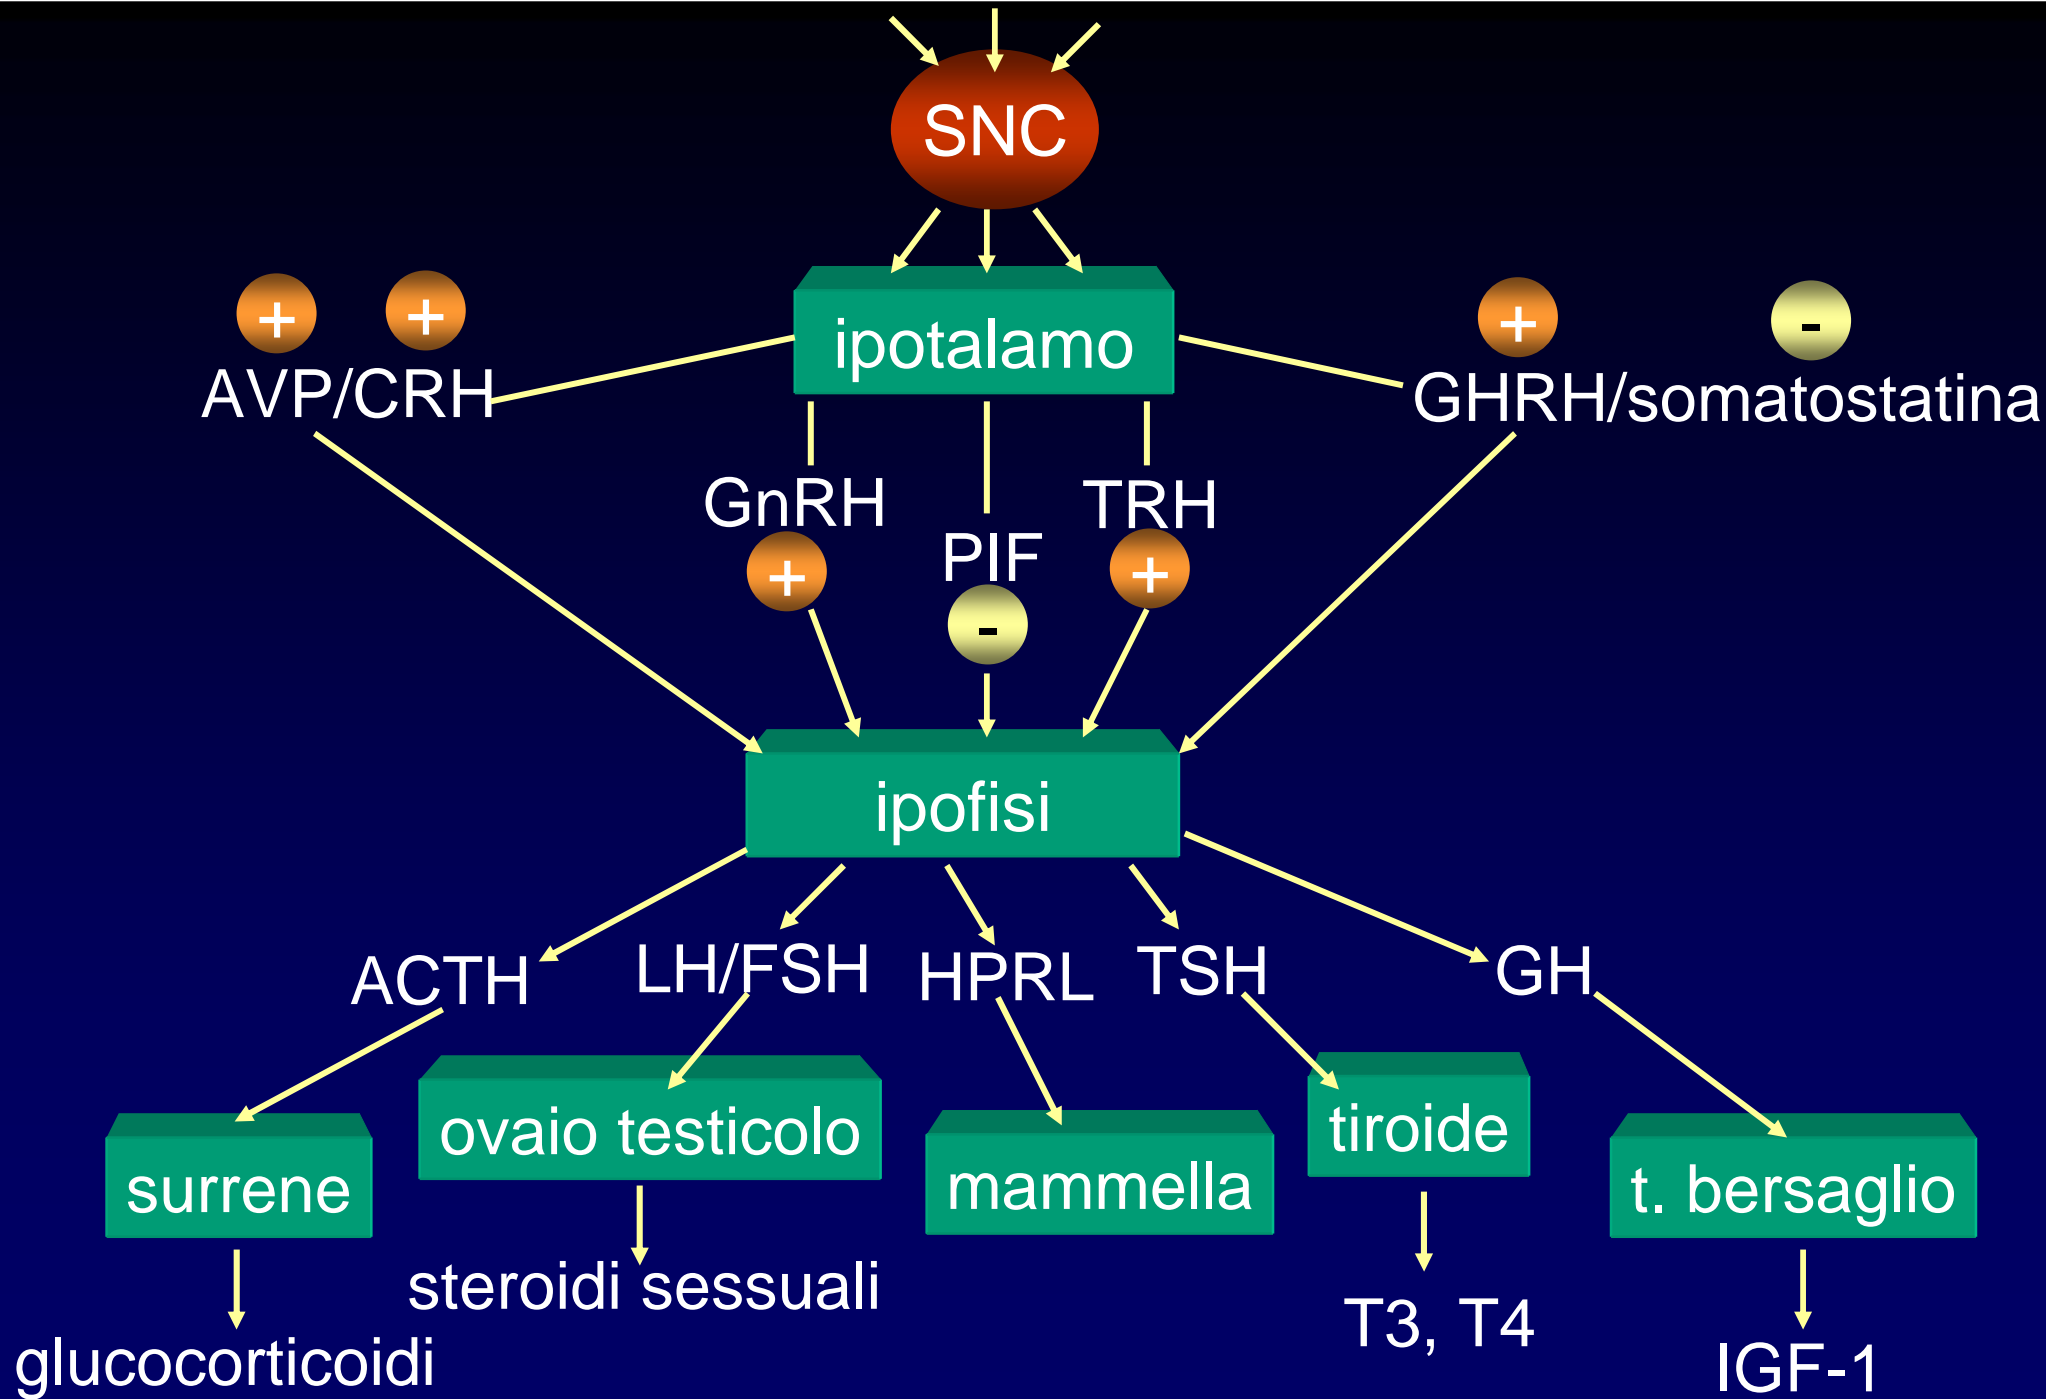 SNC
+ + + -
ipotalamo
AVP/CRH GHRH/somatostatina
GnRH TRH
PIF
+ +
-
ipofisi
ACTH LH/FSH HPRL TSH GH
ovaio testicolo tiroide
surrene mammella t. bersaglio
steroidi sessuali
T3, T4
glucocorticoidi IGF-1